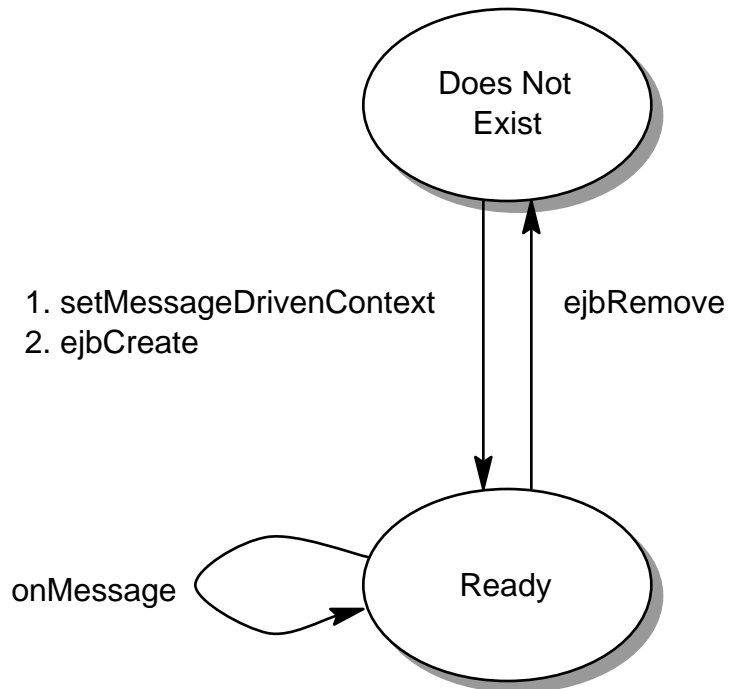 Does Not
Exist
1. setMessageDrivenContext
2. ejbCreate
ejbRemove
onMessage
Ready